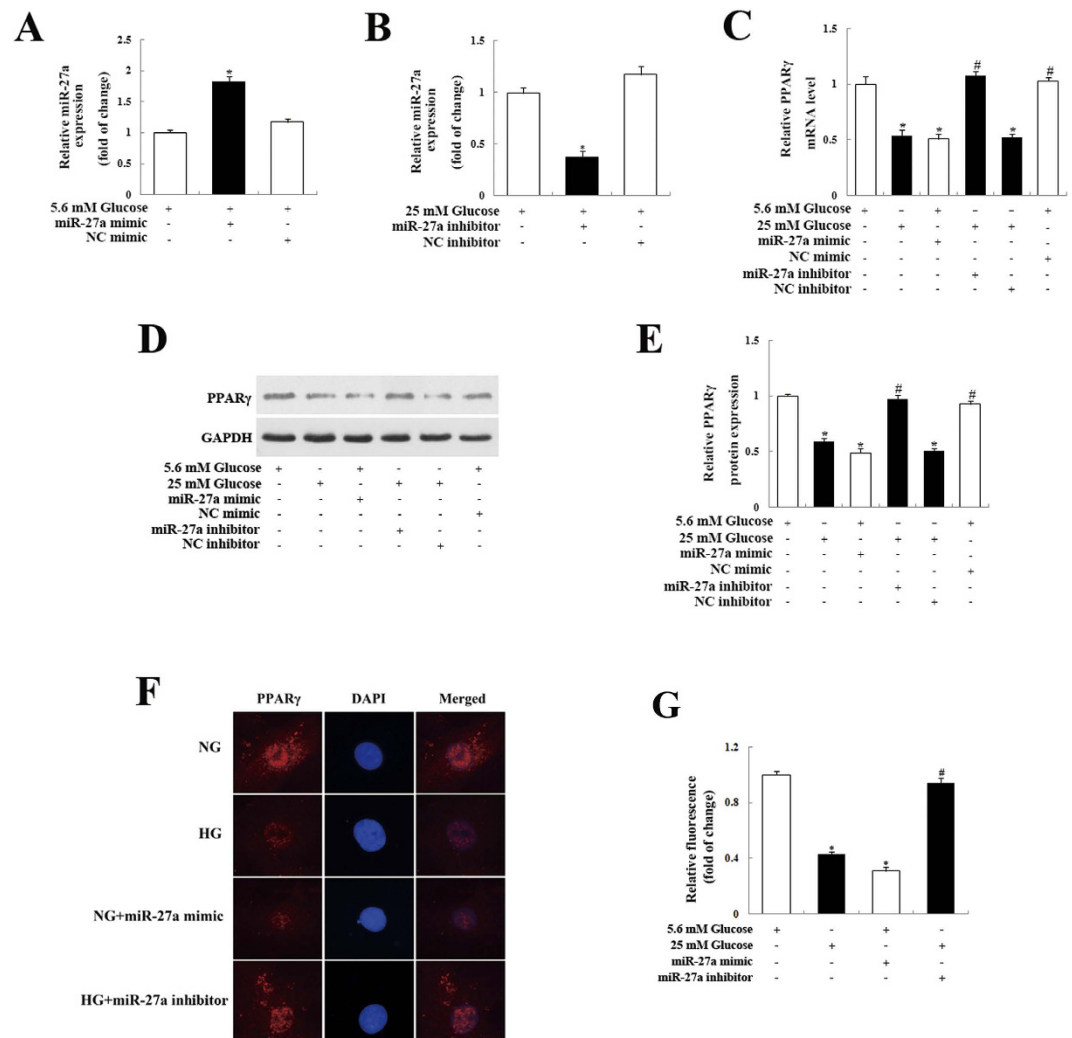 A
Relative miR-27a
expression
(fold of change)
2.5
2
1.5
1
0.5
0
*
5.6 mM Glucose + + +
miR-27a mimic - + -
NC mimic - - +
B
Relative miR-27a
expression
(fold of change)
1.5
1
0.5
0
*
25 mM Glucose + + +
miR-27a inhibitor - + -
NC inhibitor - - +
C
Relative PPARγ
mRNA level
1.5
1
0.5
0
* * # * #
5.6 mM Glucose + - + - - +
25 mM Glucose - + - + + -
miR-27a mimic - - + - - -
NC mimic - - - - - +
miR-27a inhibitor - - - + - -
NC inhibitor - - - - + -
D
PPARγ
GAPDH
5.6 mM Glucose + - + - - +
25 mM Glucose - + - + + -
miR-27a mimic - - + - - -
NC mimic - - - - - +
miR-27a inhibitor - - - + - -
NC inhibitor - - - - + -
E
Relative PPARγ
protein expression
1.5
1
0.5
0
* * # * #
5.6 mM Glucose + - + - - +
25 mM Glucose - + - + + -
miR-27a mimic - - + - - -
NC mimic - - - - - +
miR-27a inhibitor - - - + - -
NC inhibitor - - - - + -
F
PPARγ DAPI Merged
NG
HG
NG+miR-27a mimic
HG+miR-27a inhibitor
G
Relative fluorescence
(fold of change)
1.2
0.8
0.4
0
* * #
5.6 mM Glucose + - + -
25 mM Glucose - + - +
miR-27a mimic - - + -
miR-27a inhibitor - - - +